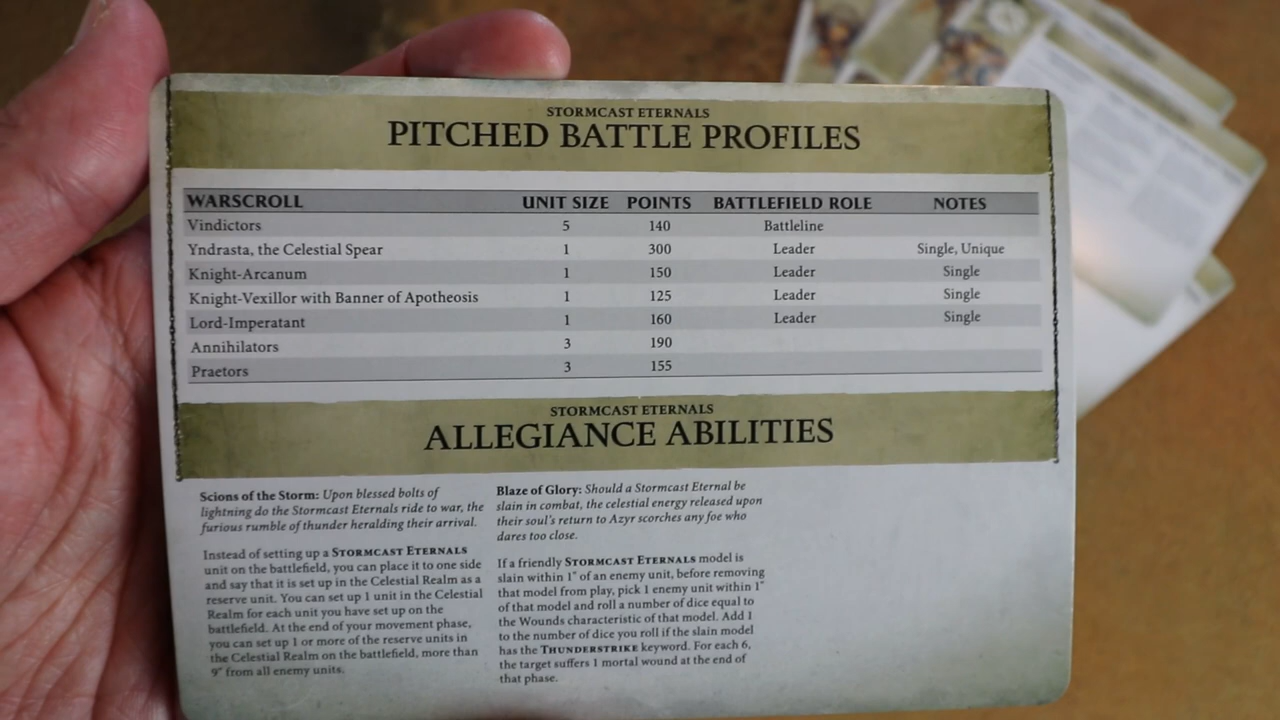 STORMCAST ETERNALS
PITCHED BATTLE PROFILES
WARSCROLL UNIT SIZE POINTS BATTLEFIELD ROLE NOTES
Vindictors 5 140 Battleline
Yndrasta, the Celestial Spear 1 300 Leader Single, Unique
Knight-Arcanum 1 150 Leader Single
Knight-Vexillor with Banner of Apotheosis 1 125 Leader Single
Lord-Imperatant 1 160 Leader Single
Annihilators 3 190
Praetors 3 155
STORMCAST ETERNALS
ALLEGIANCE ABILITIES
Scions of the Storm: Upon blessed bolts of
lightning do the Stormcast Eternals ride to war, the
furious rumble of thunder heralding their arrival.
Instead of setting up a STORMCAST ETERNALS
unit on the battlefield, you can place it to one side
and say that it is set up in the Celestial Realm as a
reserve unit. You can set up 1 unit in the Celestial
Realm for each unit you have set up on the
battlefield. At the end of your movement phase,
you can set up 1 or more of the reserve units in
the Celestial Realm on the battlefield, more than
9" from all enemy units.
Blaze of Glory: Should a Stormcast Eternal be
slain in combat, the celestial energy released upon
their soul's return to Azyr scorches any foe who
dares too close.
If a friendly STORMCAST ETERNALS model is
slain within 1" of an enemy unit, before removing
that model from play, pick 1 enemy unit within 1"
of that model and roll a number of dice equal to
the Wounds characteristic of that model. Add 1
to the number of dice you roll if the slain model
has the THUNDERSTRIKE keyword. For each 6,
the target suffers 1 mortal wound at the end of
that phase.